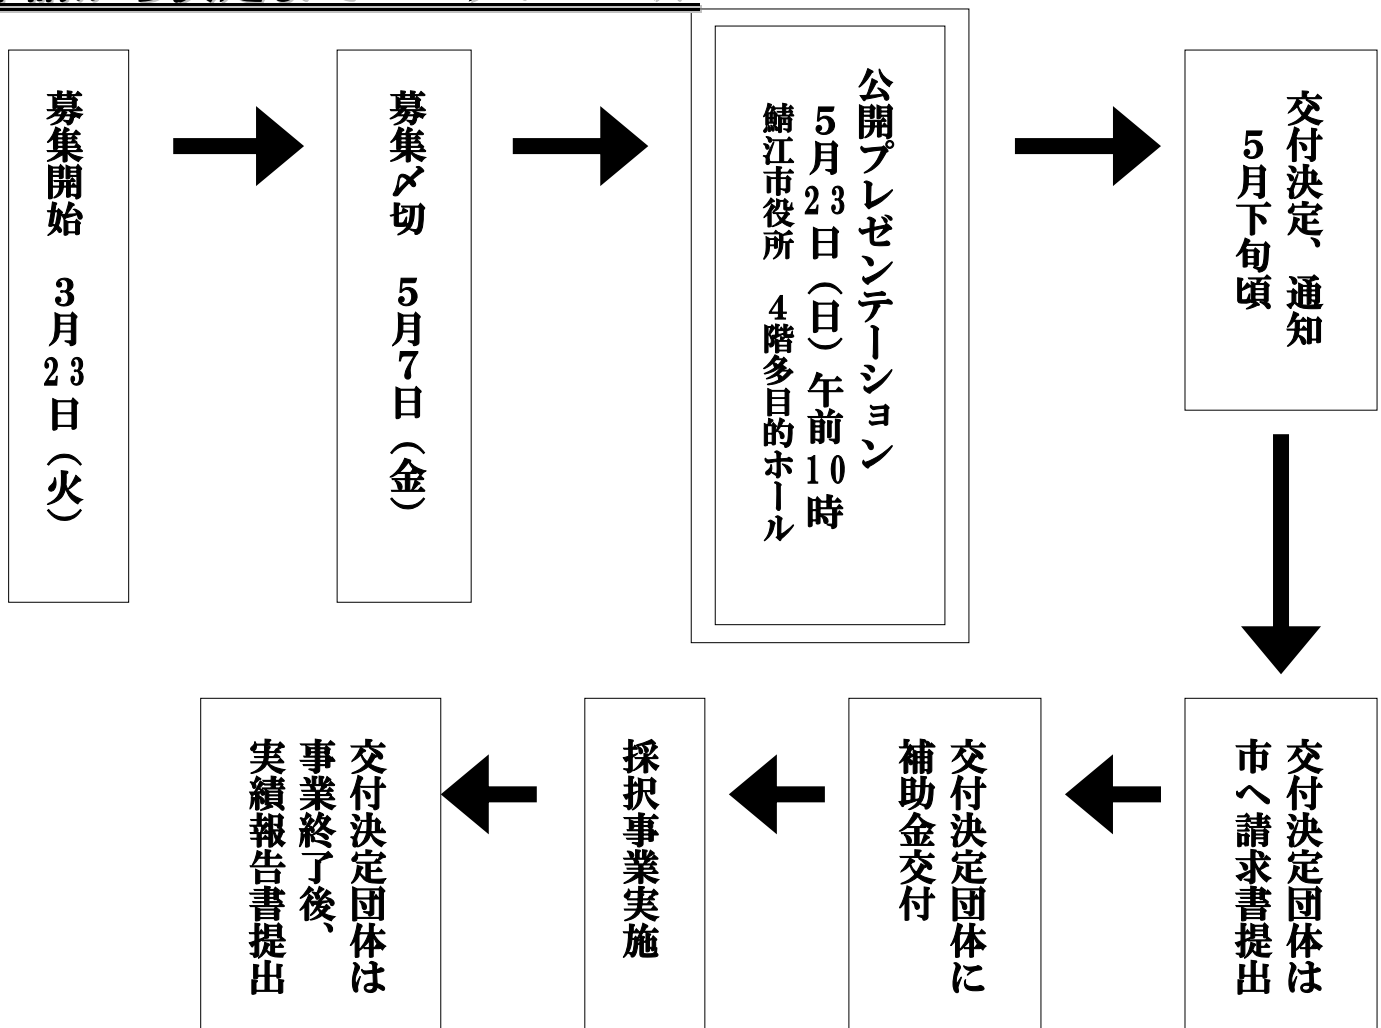 募集開始　３月23日（火）
募集〆切　５月７日（金）
公開プレゼンテーション
５月23日（日）午前10時
鯖江市役所　４階多目的ホール
交付決定、通知
５月下旬頃
交付決定団体は
市へ請求書提出
交付決定団体に
補助金交付
採択事業実施
交付決定団体は
事業終了後、
実績報告書提出